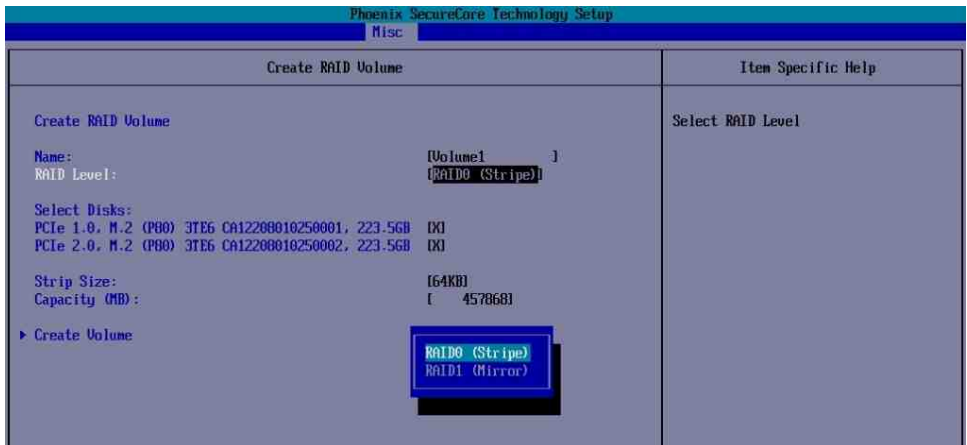 Phoenix SecureCore Technology Setup
Misc
Create RAID Volume
Item Specific Help
Create RAID Volume
Select RAID Level
Name: [Volume1 ]
RAID Level: [RAID0 (Stripe)]
Select Disks:
PCIe 1.0, M.2 (P80) 3TE6 CA12208010250001, 223.5GB [X]
PCIe 2.0, M.2 (P80) 3TE6 CA12208010250002, 223.5GB [X]
Strip Size: [64KB]
Capacity (MB): [ 457868]
Create Volume
RAID0 (Stripe)
RAID1 (Mirror)